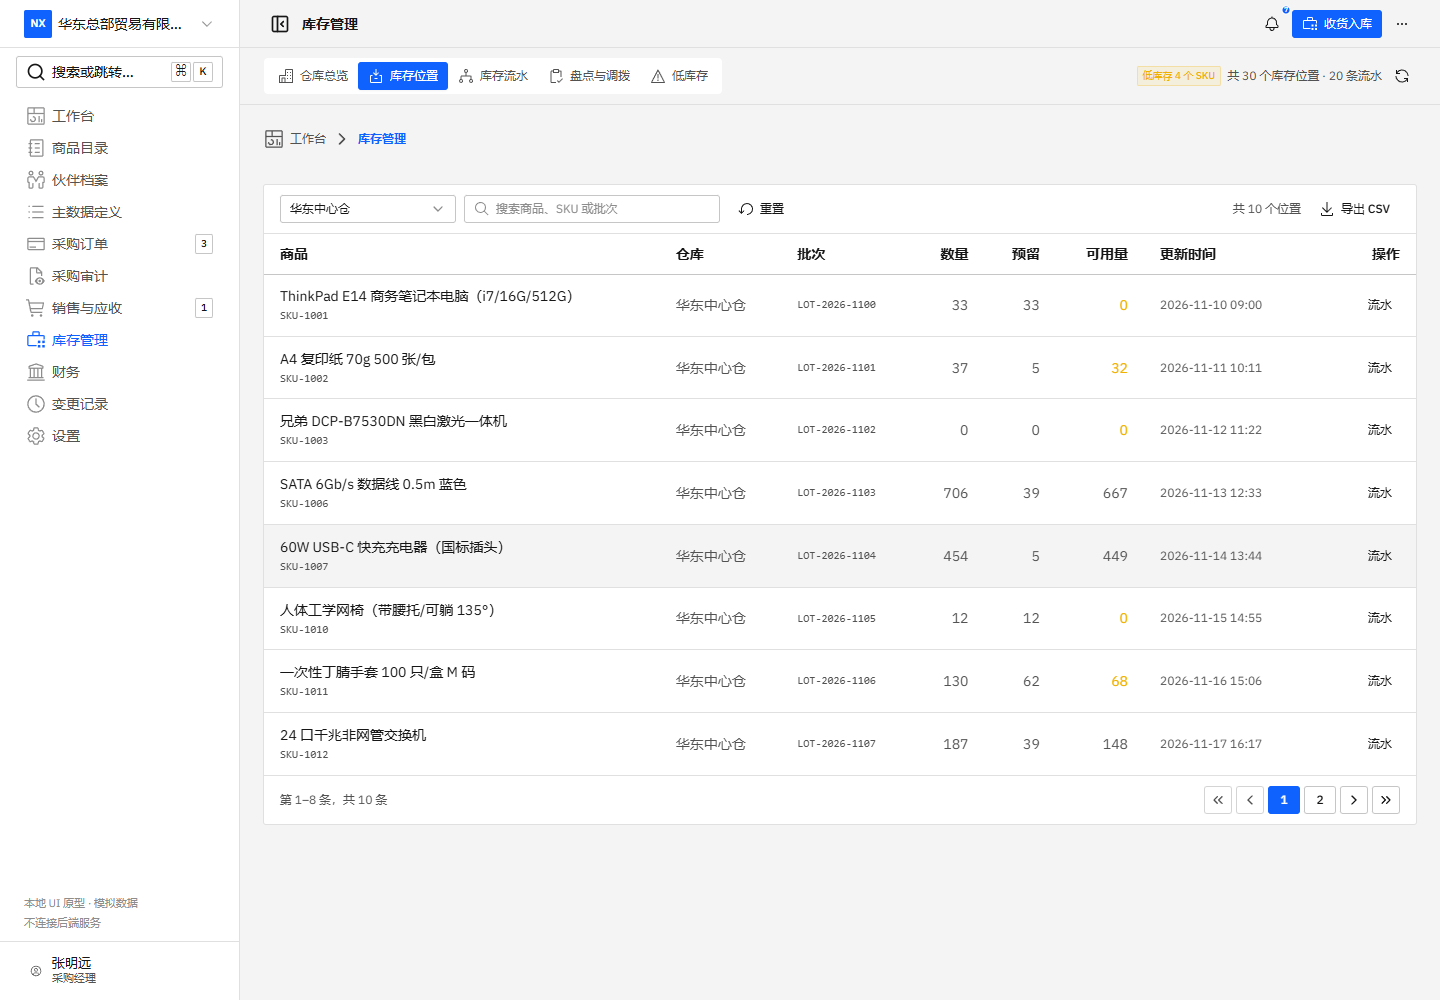 NX 华东总部贸易有限...
搜索或跳转... ⌘ K
工作台
商品目录
伙伴档案
主数据定义
采购订单 3
采购审计
销售与应收 1
库存管理
财务
变更记录
设置
本地 UI 原型 · 模拟数据
不连接后端服务
张明远
采购经理
库存管理
7 收货入库
仓库总览 库存位置 库存流水 盘点与调拨 低库存
低库存 4 个 SKU 共 30 个库存位置 · 20 条流水
工作台 库存管理
华东中心仓 搜索商品、SKU 或批次 重置 共 10 个位置 导出 CSV
商品 仓库 批次 数量 预留 可用量 更新时间 操作
ThinkPad E14 商务笔记本电脑（i7/16G/512G）
SKU-1001
华东中心仓 LOT-2026-1100 33 33 0 2026-11-10 09:00 流水
A4 复印纸 70g 500 张/包
SKU-1002
华东中心仓 LOT-2026-1101 37 5 32 2026-11-11 10:11 流水
兄弟 DCP-B7530DN 黑白激光一体机
SKU-1003
华东中心仓 LOT-2026-1102 0 0 0 2026-11-12 11:22 流水
SATA 6Gb/s 数据线 0.5m 蓝色
SKU-1006
华东中心仓 LOT-2026-1103 706 39 667 2026-11-13 12:33 流水
60W USB-C 快充充电器（国标插头）
SKU-1007
华东中心仓 LOT-2026-1104 454 5 449 2026-11-14 13:44 流水
人体工学网椅（带腰托/可躺 135°）
SKU-1010
华东中心仓 LOT-2026-1105 12 12 0 2026-11-15 14:55 流水
一次性丁腈手套 100 只/盒 M 码
SKU-1011
华东中心仓 LOT-2026-1106 130 62 68 2026-11-16 15:06 流水
24 口千兆非网管交换机
SKU-1012
华东中心仓 LOT-2026-1107 187 39 148 2026-11-17 16:17 流水
第 1–8 条，共 10 条 1 2